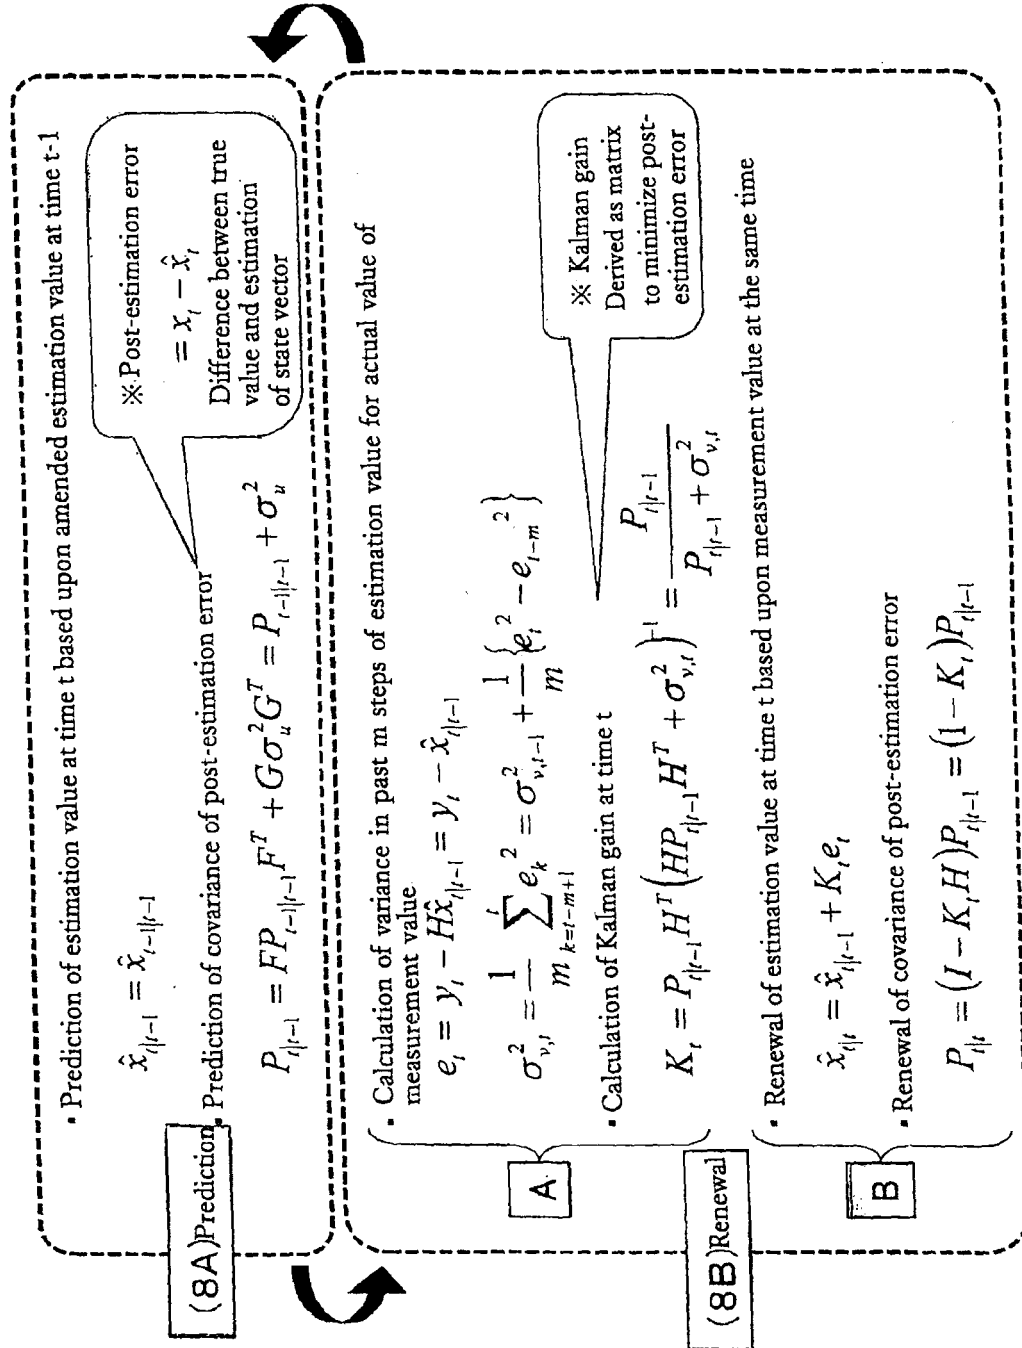 (8A)Prediction
▪ Prediction of estimation value at time t based upon amended estimation value at time t-1
x̂_{t|t-1} = x̂_{t-1|t-1}
▪ Prediction of covariance of post-estimation error
P_{t|t-1} = FP_{t-1|t-1}F^T + Gσ_u^2G^T = P_{t-1|t-1} + σ_u^2
※Post-estimation error
= x_t − x̂_t
Difference between true
value and estimation
of state vector
(8B)Renewal
A
▪ Calculation of variance in past m steps of estimation value for actual value of
measurement value
e_t = y_t − Hx̂_{t|t-1} = y_t − x̂_{t|t-1}
σ_{v,t}^2 = \frac{1}{m} \sum_{k=t-m+1}^{t} e_k^2 = σ_{v,t-1}^2 + \frac{1}{m}{e_t^2 − e_{t-m}^2}
▪ Calculation of Kalman gain at time t
K_t = P_{t|t-1}H^T(HP_{t|t-1}H^T + σ_{v,t}^2)^{-1} = \frac{P_{t|t-1}}{P_{t|t-1} + σ_{v,t}^2}
※ Kalman gain
Derived as matrix
to minimize post-
estimation error
B
▪ Renewal of estimation value at time t based upon measurement value at the same time
x̂_{t|t} = x̂_{t|t-1} + K_te_t
▪ Renewal of covariance of post-estimation error
P_{t|t} = (I − K_tH)P_{t|t-1} = (1 − K_t)P_{t|t-1}